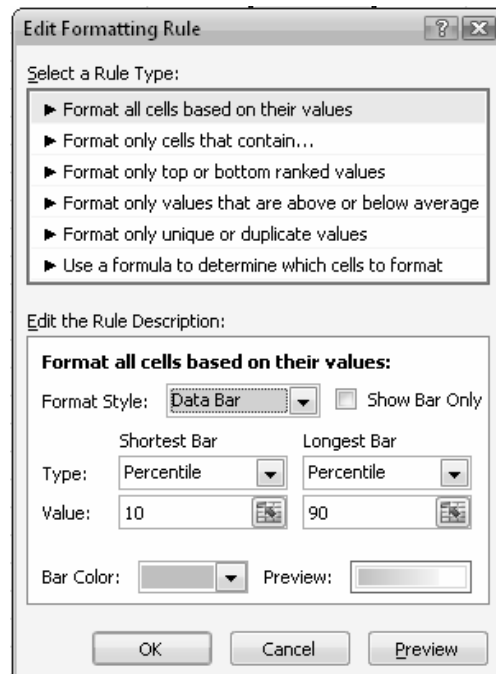 Edit Formatting Rule
Select a Rule Type:
► Format all cells based on their values
► Format only cells that contain...
► Format only top or bottom ranked values
► Format only values that are above or below average
► Format only unique or duplicate values
► Use a formula to determine which cells to format
Edit the Rule Description:
Format all cells based on their values:
Format Style: Data Bar Show Bar Only
Shortest Bar Longest Bar
Type: Percentile Percentile
Value: 10 90
Bar Color: Preview:
OK Cancel Preview